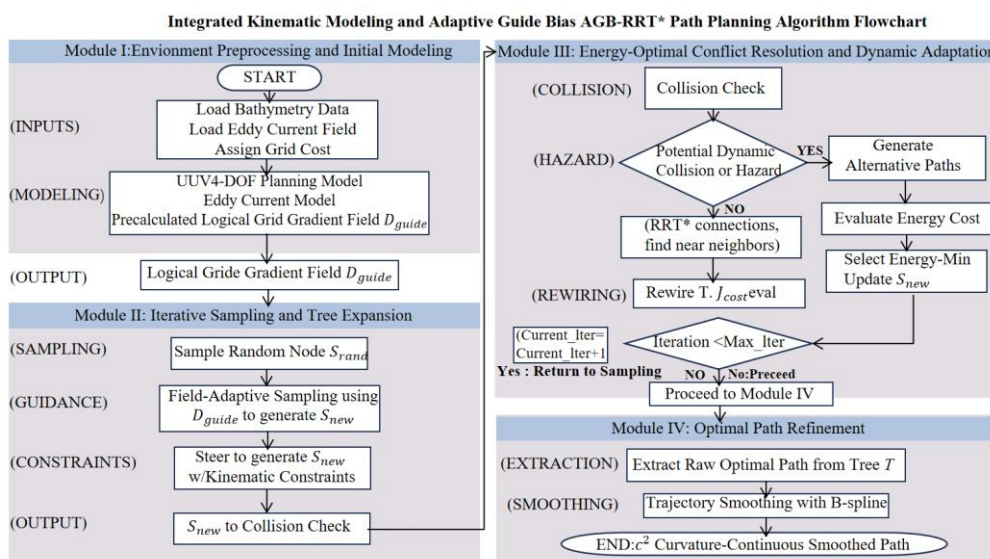 Integrated Kinematic Modeling and Adaptive Guide Bias AGB-RRT* Path Planning Algorithm Flowchart
Module I:Envionment Preprocessing and Initial Modeling
START
(INPUTS)
Load Bathymetry Data
Load Eddy Current Field
Assign Grid Cost
(MODELING)
UUV4-DOF Planning Model
Eddy Current Model
Precalculated Logical Grid Gradient Field D_guide
(OUTPUT)
Logical Gride Gradient Field D_guide
Module II: Iterative Sampling and Tree Expansion
(SAMPLING)
Sample Random Node S_rand
(GUIDANCE)
Field-Adaptive Sampling using
D_guide to generate S_new
(CONSTRAINTS)
Steer to generate S_new
w/Kinematic Constraints
(OUTPUT)
S_new to Collision Check
Module III: Energy-Optimal Conflict Resolution and Dynamic Adaptation
(COLLISION)
Collision Check
(HAZARD)
Potential Dynamic
Collision or Hazard
YES
Generate
Alternative Paths
NO
(RRT* connections,
find near neighbors)
Evaluate Energy Cost
Select Energy-Min
Update S_new
(REWIRING)
Rewire T. J_cost eval
(Current_Iter=
Current_Iter+1
Iteration <Max_Iter
Yes : Return to Sampling
NO
No:Preceed
Proceed to Module IV
Module IV: Optimal Path Refinement
(EXTRACTION)
Extract Raw Optimal Path from Tree T
(SMOOTHING)
Trajectory Smoothing with B-spline
END:c² Curvature-Continuous Smoothed Path